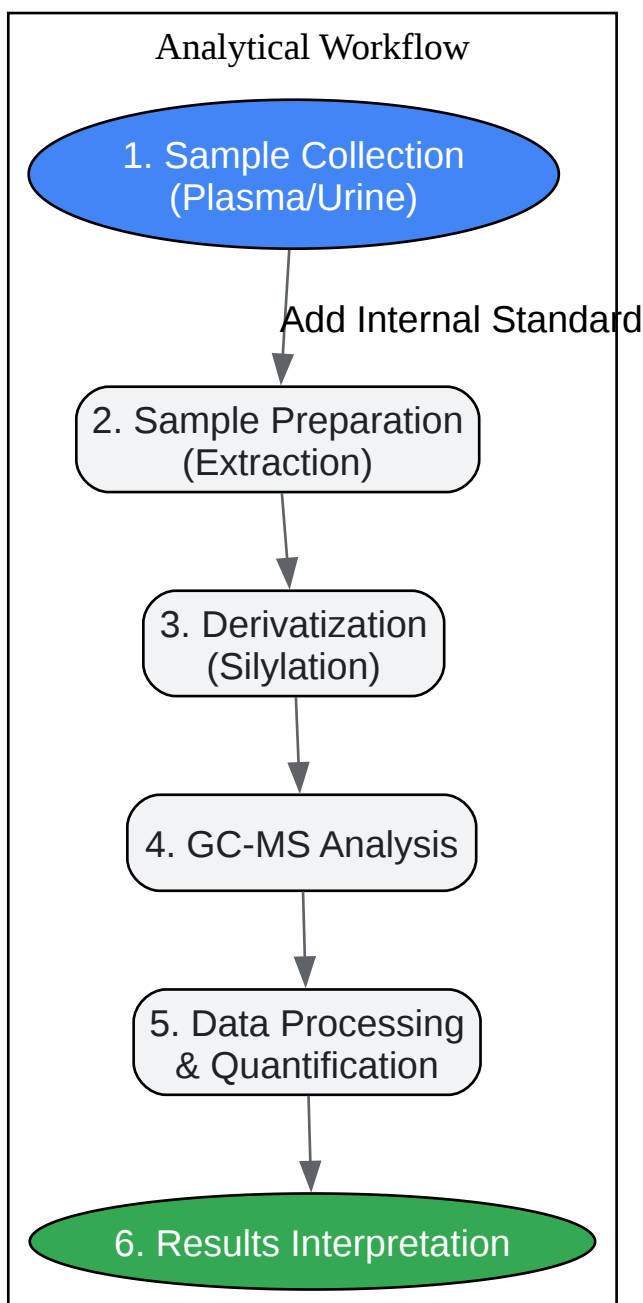 Analytical Workflow
1. Sample Collection
(Plasma/Urine)
Add Internal Standard
2. Sample Preparation
(Extraction)
3. Derivatization
(Silylation)
4. GC-MS Analysis
5. Data Processing
& Quantification
6. Results Interpretation